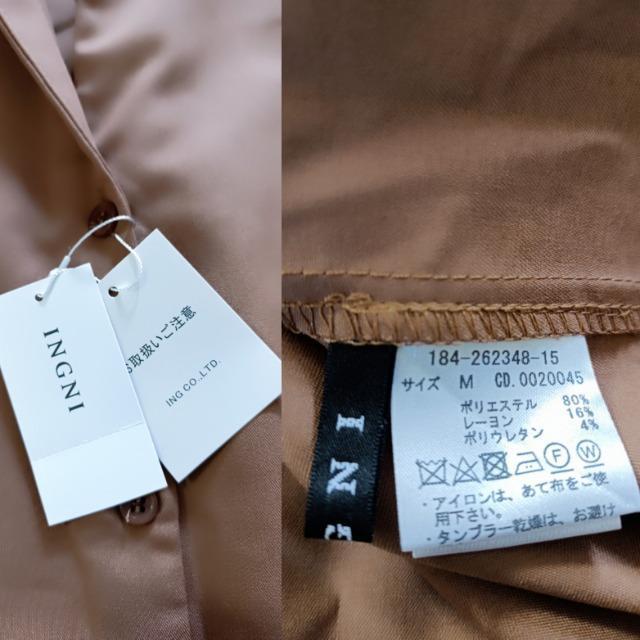 INGNI
取扱いご注意
ING CO.,LTD.
184-262348-15
サイズ M CD.0020045
ポリエステル 80%
レーヨン 16%
ポリウレタン 4%
F W
・アイロンは、あて布をご使
用下さい。
・タンブラー乾燥は、お避け
INGNI